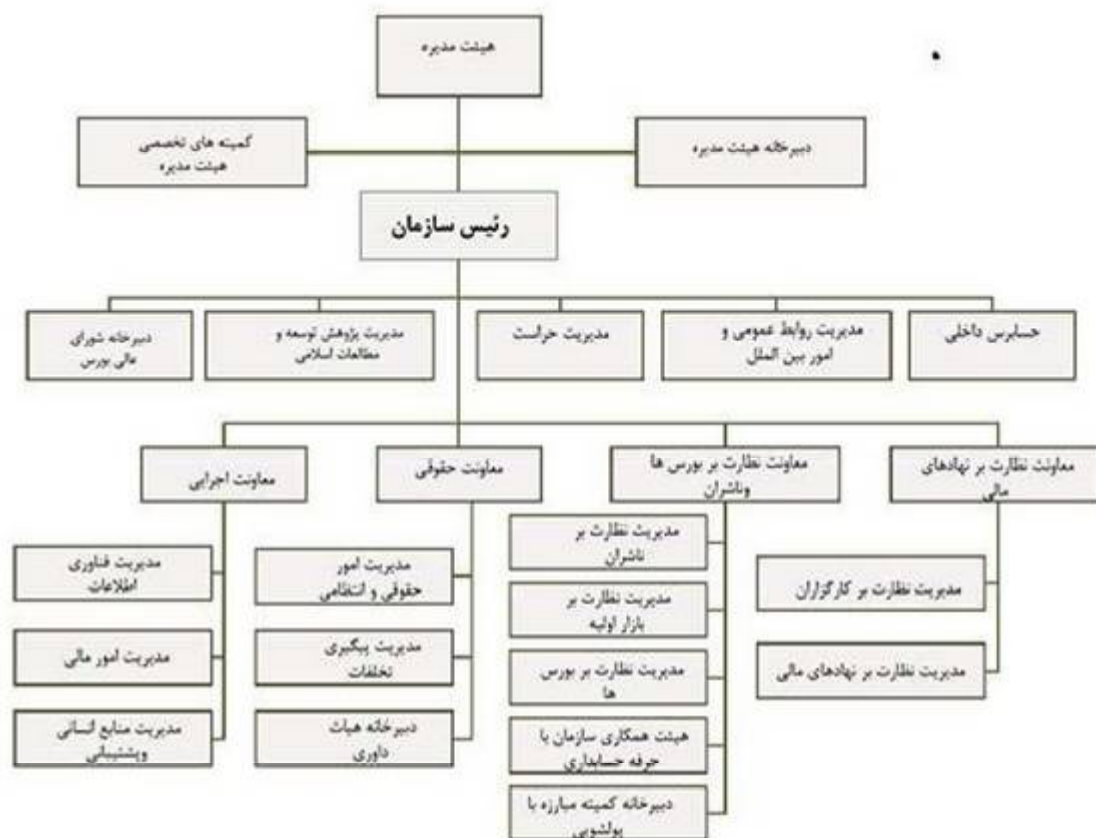 هیئت مدیره
دبیرخانه هیئت مدیره
کمیته های تخصصی
هیئت مدیره
رئیس سازمان
حسابرس داخلی
مدیریت روابط عمومی و
امور بین الملل
مدیریت حراست
مدیریت پژوهش توسعه و
مطالعات اسلامی
دبیرخانه شورای
عالی بورس
معاونت نظارت بر نهادهای
مالی
معاونت نظارت بر بورس ها
وناشران
معاونت حقوقی
معاونت اجرایی
مدیریت نظارت بر کارگزاران
مدیریت نظارت بر نهادهای مالی
مدیریت نظارت بر
ناشران
مدیریت نظارت بر
بازار اولیه
مدیریت نظارت بر بورس
ها
هیئت همکاری سازمان با
حرفه حسابداری
دبیرخانه کمیته مبارزه با
پولشویی
مدیریت امور
حقوقی و انتظامی
مدیریت پیگیری
تخلفات
دبیرخانه هیات
داوری
مدیریت فناوری
اطلاعات
مدیریت امور مالی
مدیریت منابع انسانی
وپشتیبانی